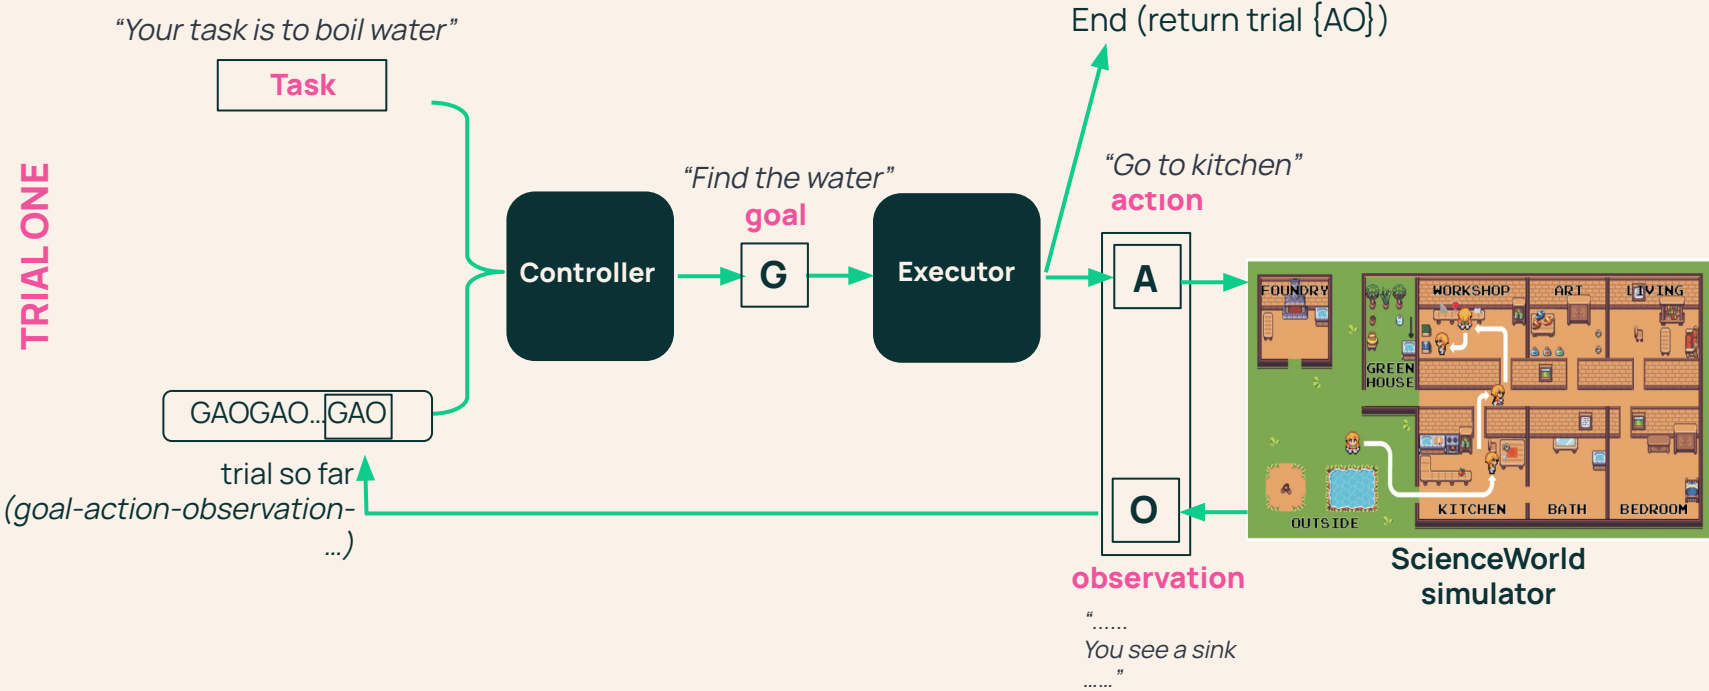 End (return trial {AO})
“Your task is to boil water”
Task
TRIAL ONE
“Find the water”
goal
“Go to kitchen”
action
Controller
G
Executor
A
FOUNDRY
WORKSHOP
ART
LIVING
GREEN
HOUSE
GAOGAO...GAO
trial so far
(goal-action-observation-
...)
O
OUTSIDE
KITCHEN
BATH
BEDROOM
observation
ScienceWorld
simulator
“......
You see a sink
......”